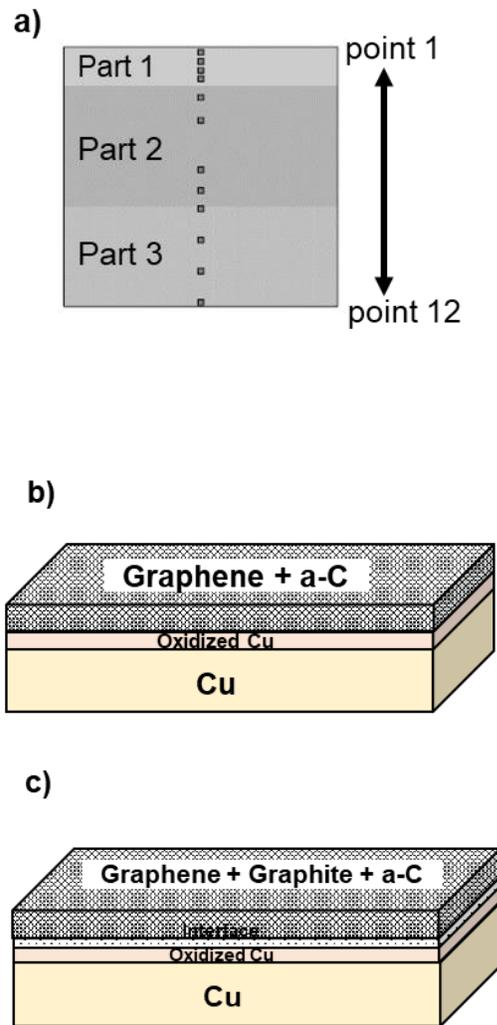 a)
Part 1
point 1
Part 2
Part 3
point 12
b)
Graphene + a-C
Oxidized Cu
Cu
c)
Graphene + Graphite + a-C
Interface
Oxidized Cu
Cu